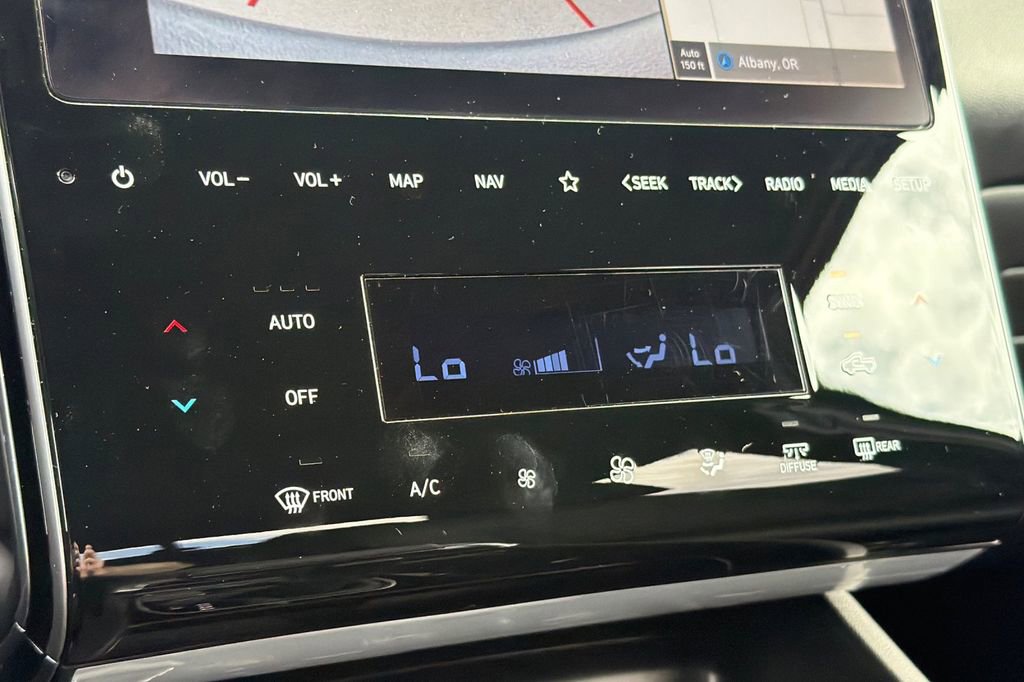 Auto
150 ft
Albany, OR
VOL- VOL+ MAP NAV <SEEK TRACK> RADIO MEDIA SETUP
AUTO
SYNC
Lo Lo
OFF
DIFFUSE
REAR
FRONT
A/C